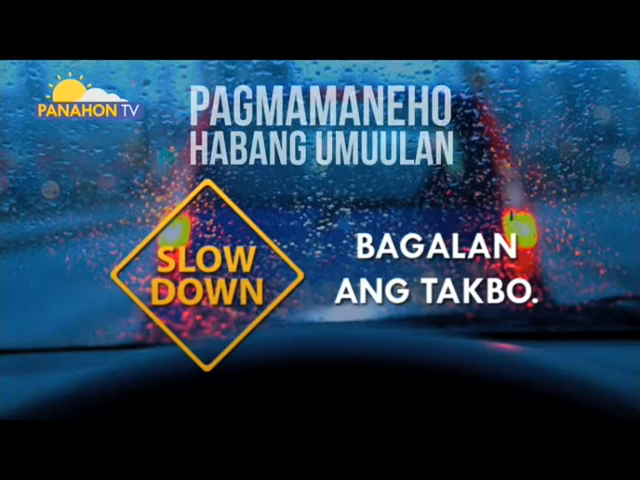 PANAHON TV
PAGMAMANEHO
HABANG UMUULAN
SLOW
DOWN
BAGALAN
ANG TAKBO.